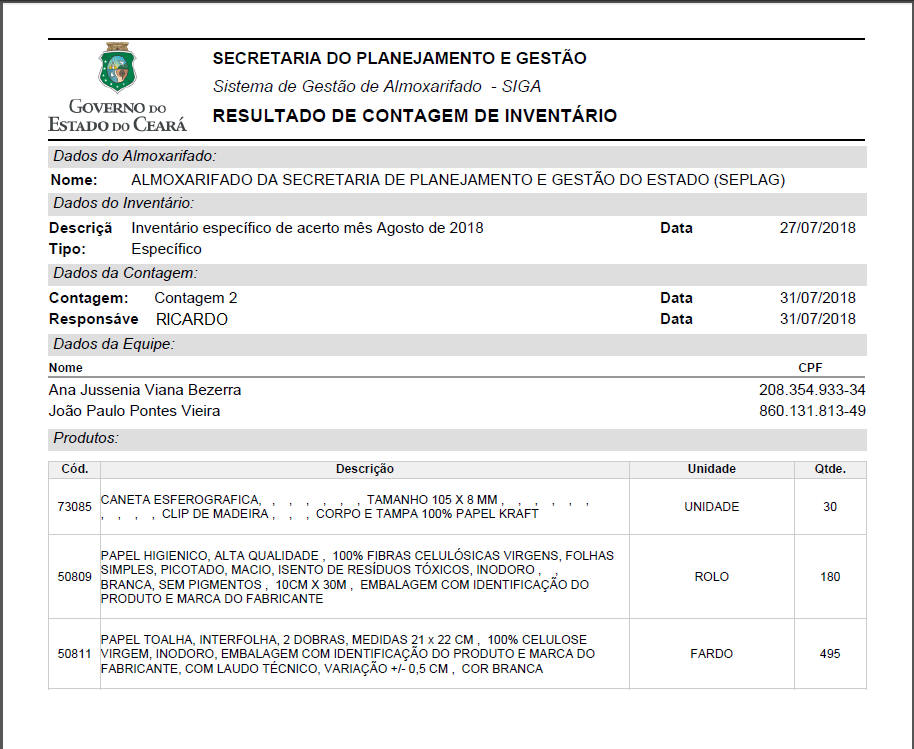 GOVERNO DO
ESTADO DO CEARÁ
SECRETARIA DO PLANEJAMENTO E GESTÃO
Sistema de Gestão de Almoxarifado - SIGA
RESULTADO DE CONTAGEM DE INVENTÁRIO
Dados do Almoxarifado:
Nome: ALMOXARIFADO DA SECRETARIA DE PLANEJAMENTO E GESTÃO DO ESTADO (SEPLAG)
Dados do Inventário:
Descriçã Inventário específico de acerto mês Agosto de 2018 Data 27/07/2018
Tipo: Específico
Dados da Contagem:
Contagem: Contagem 2 Data 31/07/2018
Responsáve RICARDO Data 31/07/2018
Dados da Equipe:
Nome CPF
Ana Jussenia Viana Bezerra 208.354.933-34
João Paulo Pontes Vieira 860.131.813-49
Produtos:
Cód. Descrição Unidade Qtde.
73085 CANETA ESFEROGRAFICA, , , , , , , TAMANHO 105 X 8 MM , , , , , ,
, , , , CLIP DE MADEIRA , , , CORPO E TAMPA 100% PAPEL KRAFT UNIDADE 30
50809 PAPEL HIGIENICO, ALTA QUALIDADE , 100% FIBRAS CELULÓSICAS VIRGENS, FOLHAS
SIMPLES, PICOTADO, MACIO, ISENTO DE RESÍDUOS TÓXICOS, INODORO , ,
BRANCA, SEM PIGMENTOS , 10CM X 30M , EMBALAGEM COM IDENTIFICAÇÃO DO
PRODUTO E MARCA DO FABRICANTE ROLO 180
50811 PAPEL TOALHA, INTERFOLHA, 2 DOBRAS, MEDIDAS 21 x 22 CM , 100% CELULOSE
VIRGEM, INODORO, EMBALAGEM COM IDENTIFICAÇÃO DO PRODUTO E MARCA DO
FABRICANTE, COM LAUDO TÉCNICO, VARIAÇÃO +/- 0,5 CM , COR BRANCA FARDO 495